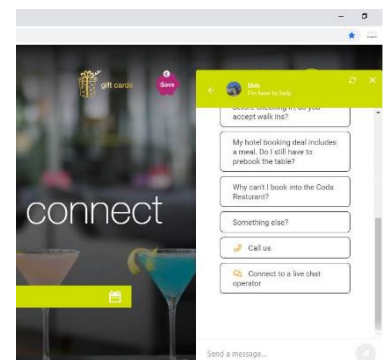 gift cards
Save
connect
I'm here to help
before checking in, do you
accept walk ins?
My hotel booking deal includes
a meal. Do I still have to
prebook the table?
Why can't I book into the Coda
Resturant?
Something else?
Call us
Connect to a live chat
operator
Send a message...